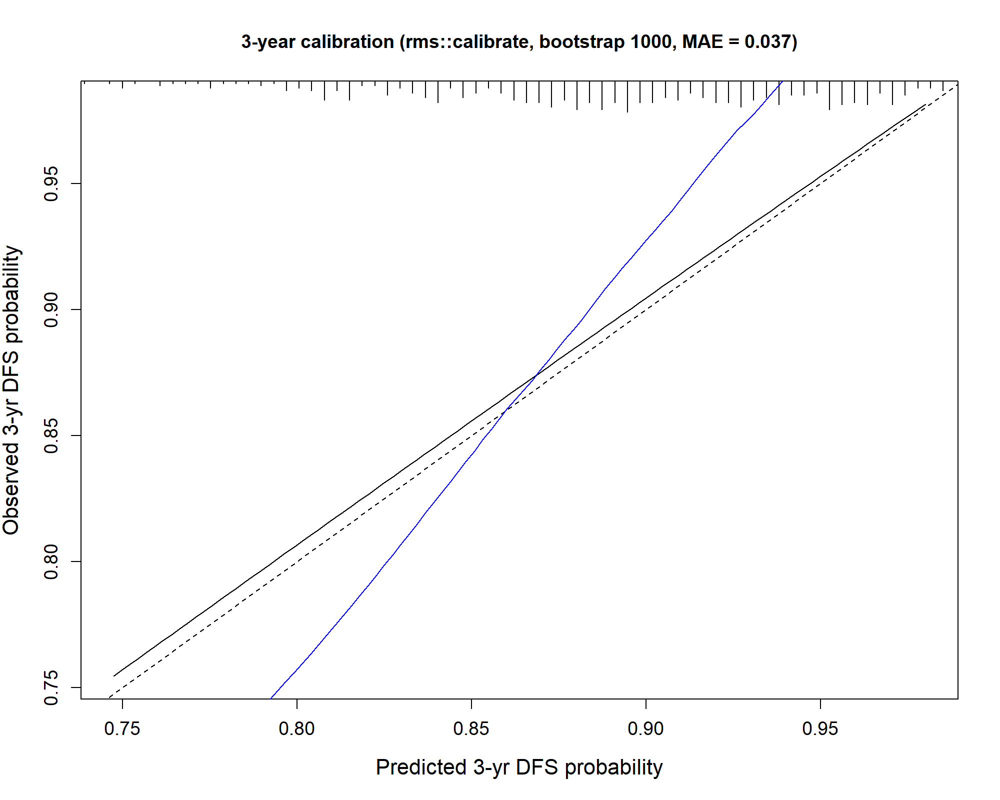 3-year calibration (rms::calibrate, bootstrap 1000, MAE = 0.037)
Observed 3-yr DFS probability
0.95
0.90
0.85
0.80
0.75
0.75 0.80 0.85 0.90 0.95
Predicted 3-yr DFS probability